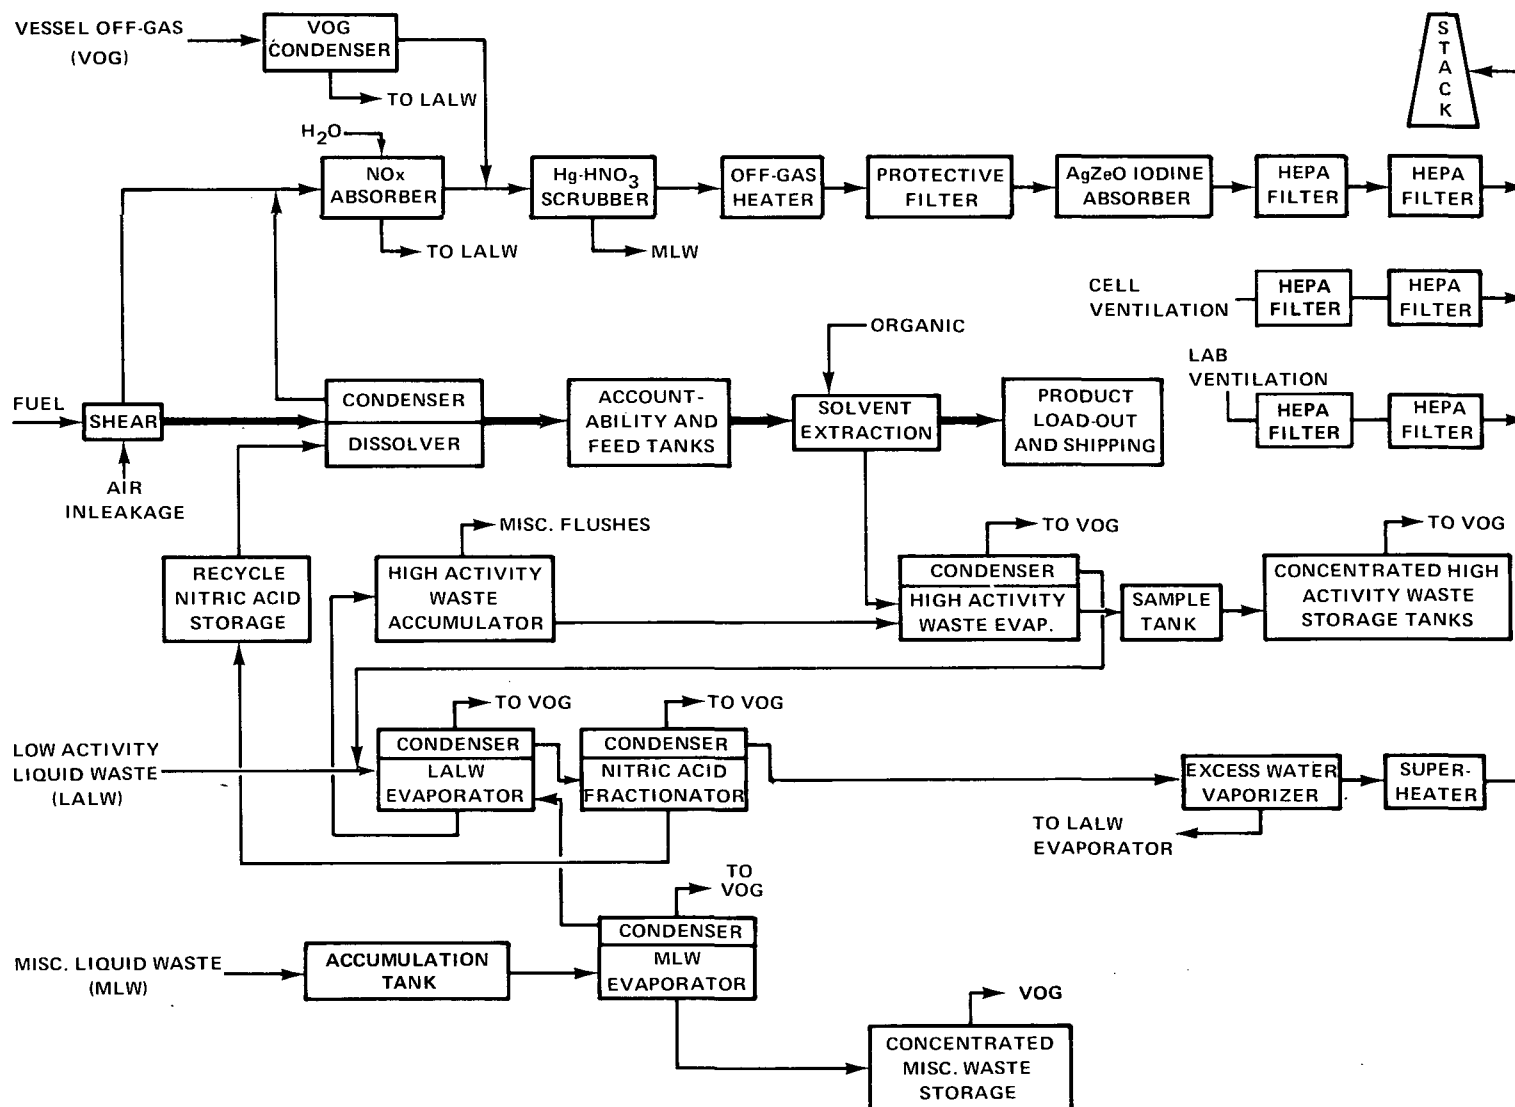 VESSEL OFF-GAS
(VOG)
VOG
CONDENSER
TO LALW
S
T
A
C
K
H2O
NOx
ABSORBER
TO LALW
Hg-HNO3
SCRUBBER
MLW
OFF-GAS
HEATER
PROTECTIVE
FILTER
AgZeO IODINE
ABSORBER
HEPA
FILTER
HEPA
FILTER
CELL
VENTILATION
HEPA
FILTER
HEPA
FILTER
LAB
VENTILATION
HEPA
FILTER
HEPA
FILTER
FUEL
SHEAR
AIR
INLEAKAGE
CONDENSER
DISSOLVER
ACCOUNT-
ABILITY AND
FEED TANKS
ORGANIC
SOLVENT
EXTRACTION
PRODUCT
LOAD-OUT
AND SHIPPING
RECYCLE
NITRIC ACID
STORAGE
MISC. FLUSHES
HIGH ACTIVITY
WASTE
ACCUMULATOR
TO VOG
CONDENSER
HIGH ACTIVITY
WASTE EVAP.
SAMPLE
TANK
TO VOG
CONCENTRATED HIGH
ACTIVITY WASTE
STORAGE TANKS
LOW ACTIVITY
LIQUID WASTE
(LALW)
TO VOG
CONDENSER
LALW
EVAPORATOR
TO VOG
CONDENSER
NITRIC ACID
FRACTIONATOR
EXCESS WATER
VAPORIZER
TO LALW
EVAPORATOR
SUPER-
HEATER
MISC. LIQUID WASTE
(MLW)
ACCUMULATION
TANK
TO
VOG
CONDENSER
MLW
EVAPORATOR
VOG
CONCENTRATED
MISC. WASTE
STORAGE